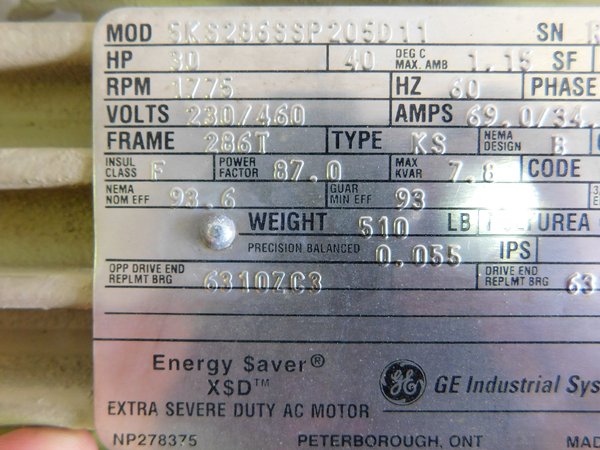 MOD 5KS286SSP205D11 SN
HP 30 40 DEG C MAX. AMB 1.15 SF
RPM 1775 HZ 60 PHASE
VOLTS 230/460 AMPS 69.0/34.
FRAME 286T TYPE KS NEMA DESIGN B
INSUL CLASS F POWER FACTOR 87.0 MAX KVAR 7.8 CODE
NEMA NOM EFF 93.6 GUAR MIN EFF 93
WEIGHT 510 LB POLYUREA
PRECISION BALANCED 0.055 IPS
OPP DRIVE END REPLMT BRG 6310ZC3 DRIVE END REPLMT BRG 63
Energy $aver®
X$D™ GE Industrial Sys
EXTRA SEVERE DUTY AC MOTOR
NP278375 PETERBOROUGH, ONT MAD